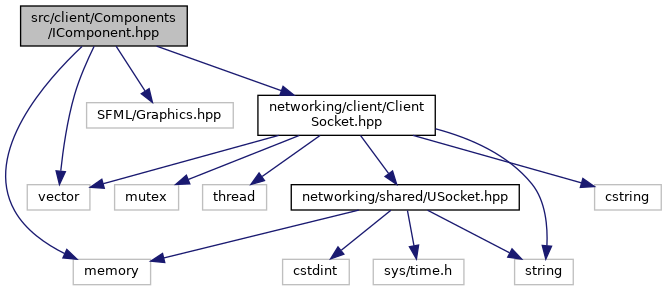 src/client/Components
/IComponent.hpp
SFML/Graphics.hpp
networking/client/Client
Socket.hpp
vector
mutex
thread
networking/shared/USocket.hpp
cstring
memory
cstdint
sys/time.h
string